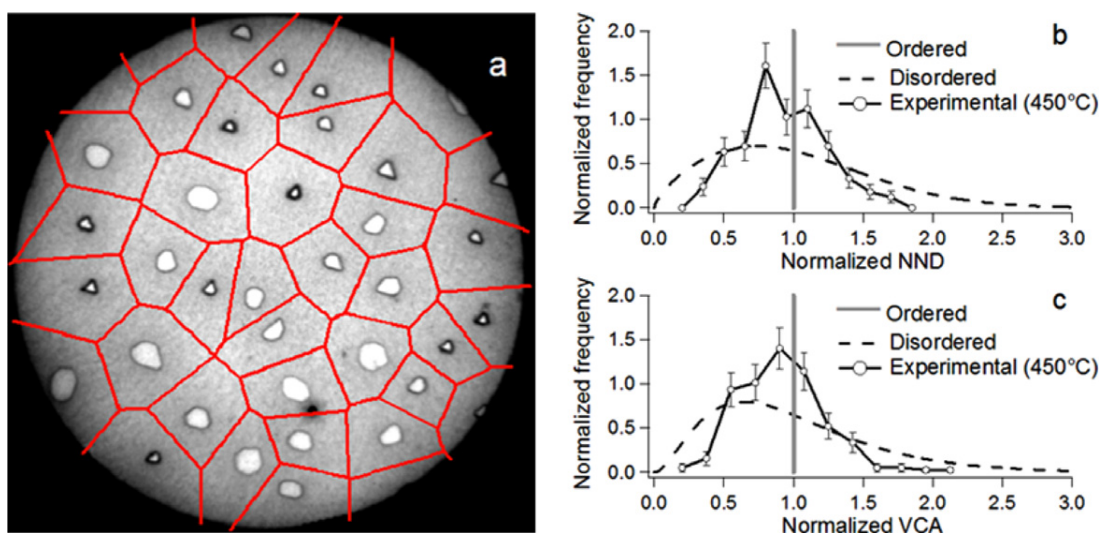 a
b
Normalized frequency
2.0
1.5
1.0
0.5
0.0
Ordered
Disordered
Experimental (450°C)
0.0 0.5 1.0 1.5 2.0 2.5 3.0
Normalized NND
c
Normalized frequency
2.0
1.5
1.0
0.5
0.0
Ordered
Disordered
Experimental (450°C)
0.0 0.5 1.0 1.5 2.0 2.5 3.0
Normalized VCA